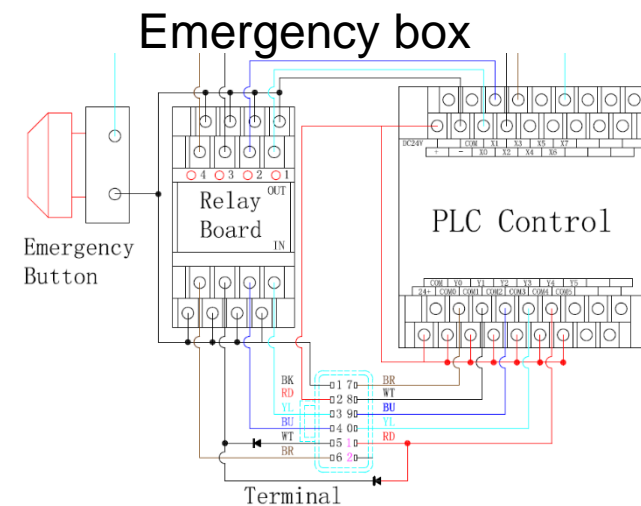 Emergency box
DC24V COM X1 X3 X5 X7
+ - X0 X2 X4 X6
4 3 2 1
OUT
Relay
Board
IN
PLC Control
Emergency
Button
COM Y0 Y1 Y2 Y3 Y4 Y5
24+ COM0 COM1 COM2 COM3 COM4 COM5
BK 1 7 BR
RD 2 8 WT
YL 3 9 BU
BU 4 0 YL
WT 5 1 RD
BR 6 2
Terminal